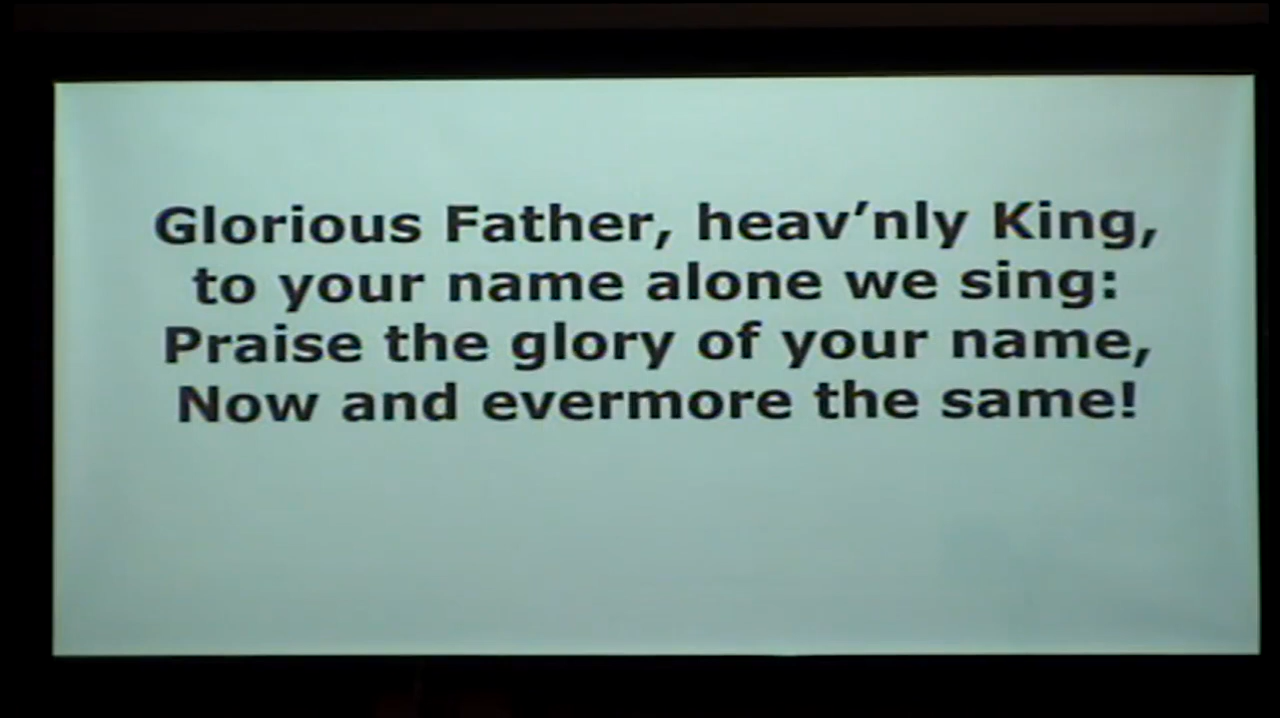 Glorious Father, heav’nly King,
to your name alone we sing:
Praise the glory of your name,
Now and evermore the same!